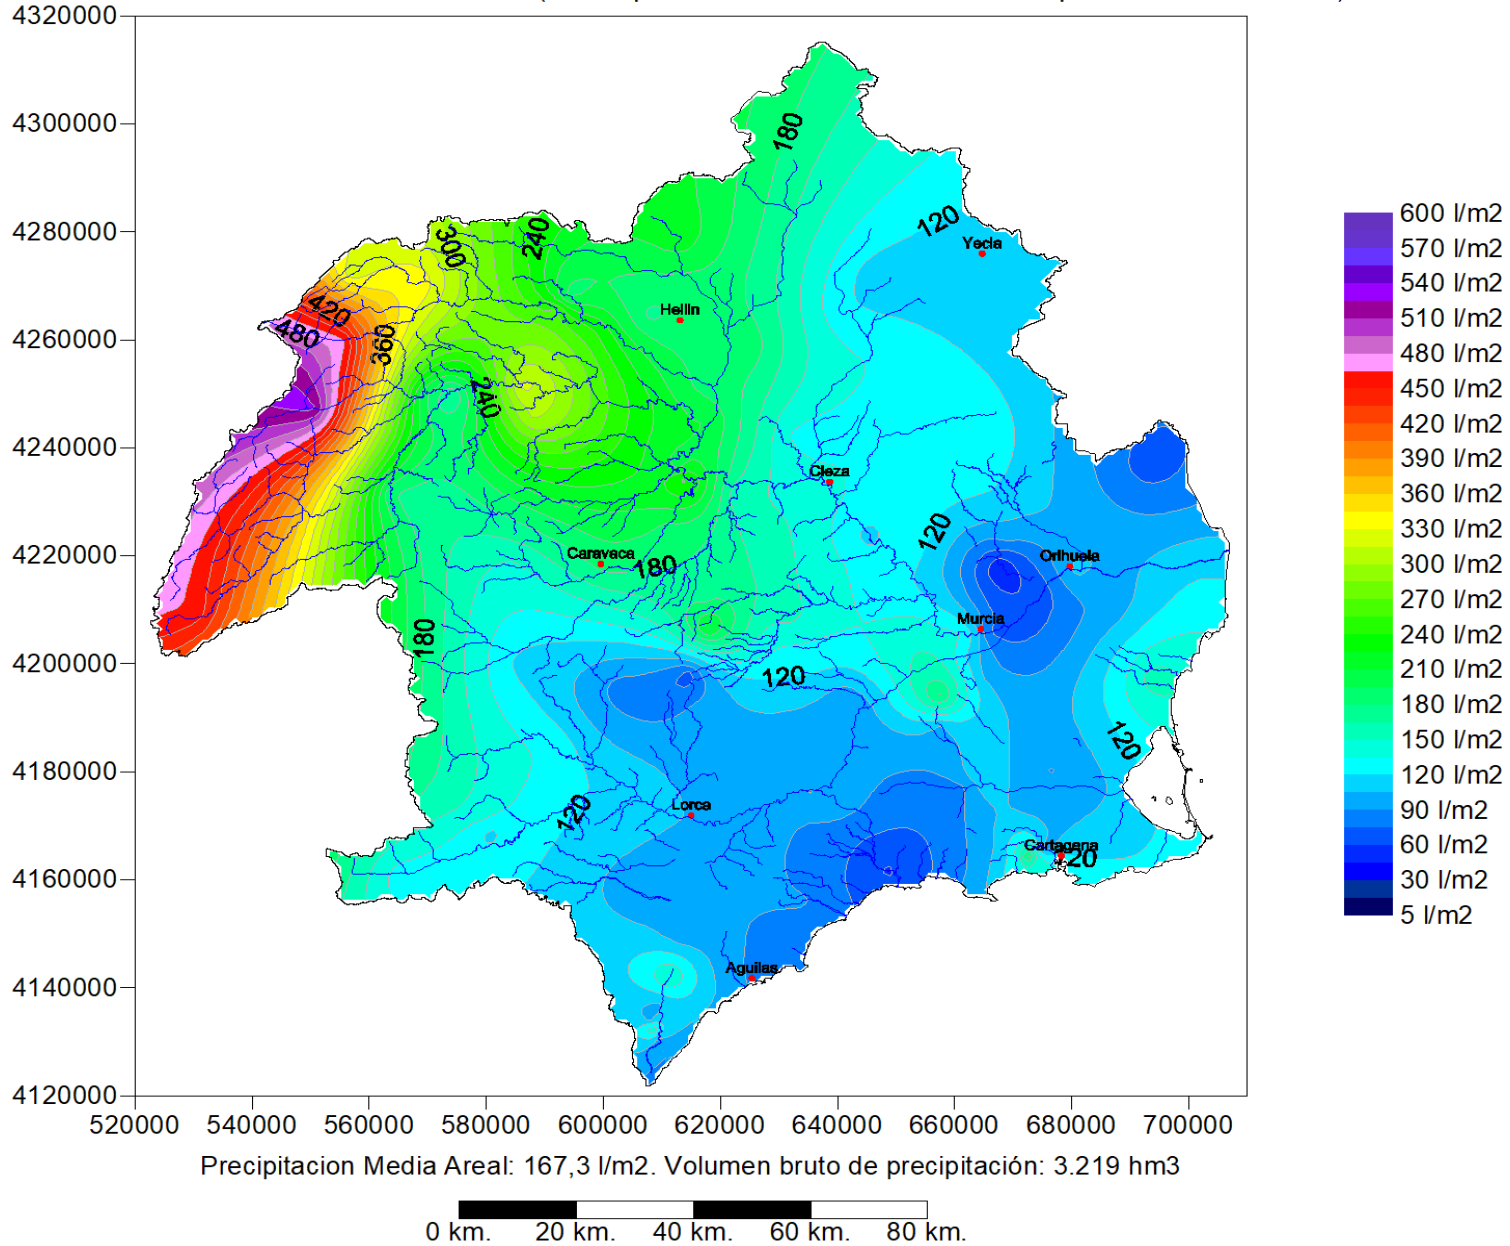 4320000
4300000
180
600 l/m2
120
4280000
300
240
Yecla
570 l/m2
540 l/m2
420
Hellin
510 l/m2
480
4260000
360
480 l/m2
450 l/m2
240
420 l/m2
4240000
390 l/m2
Cieza
360 l/m2
330 l/m2
120
4220000
Caravaca
180
Orihuela
300 l/m2
270 l/m2
Murcia
180
240 l/m2
4200000
120
210 l/m2
180 l/m2
120
150 l/m2
4180000
120 l/m2
120
Lorca
90 l/m2
Cartagena
60 l/m2
20
4160000
30 l/m2
5 l/m2
Aguilas
4140000
4120000
520000 540000 560000 580000 600000 620000 640000 660000 680000 700000
Precipitacion Media Areal: 167,3 l/m2. Volumen bruto de precipitación: 3.219 hm3
0 km. 20 km. 40 km. 60 km. 80 km.